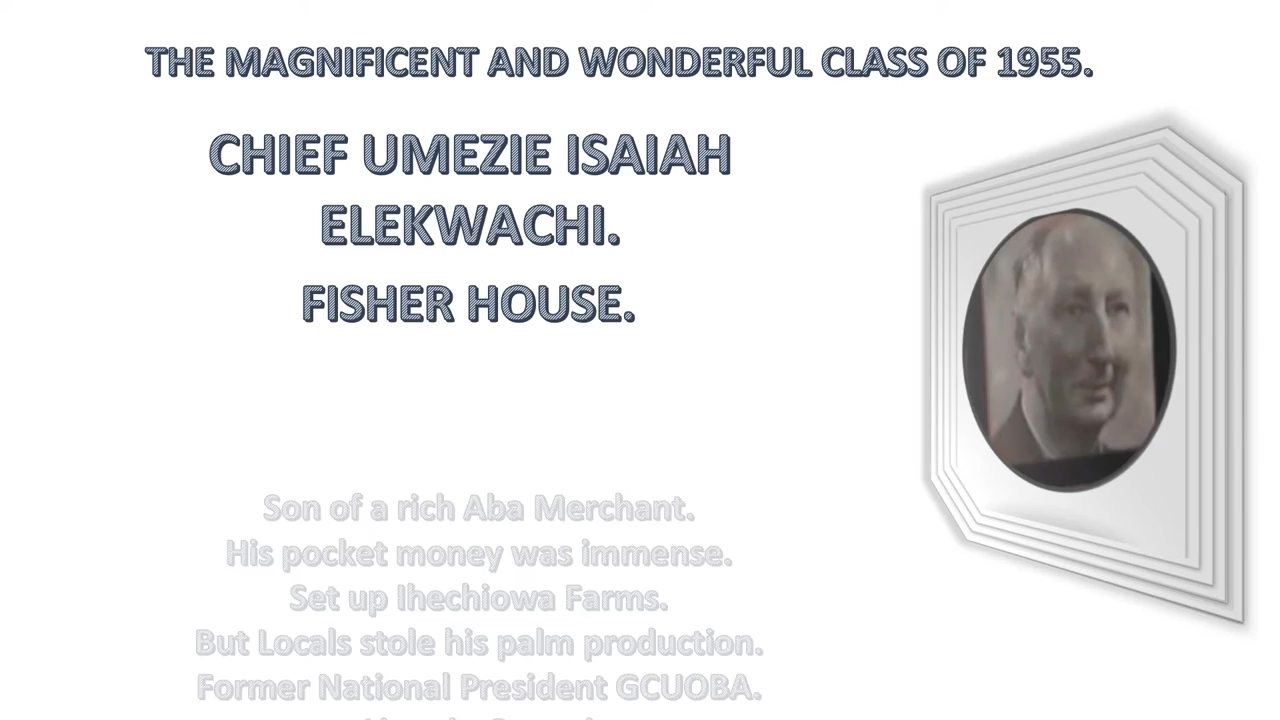 THE MAGNIFICENT AND WONDERFUL CLASS OF 1955.
CHIEF UMEZIE ISAIAH
ELEKWACHI.
FISHER HOUSE.
Son of a rich Aba Merchant.
His pocket money was immense.
Set up Ihechiowa Farms.
But Locals stole his palm production.
Former National President GCUOBA.